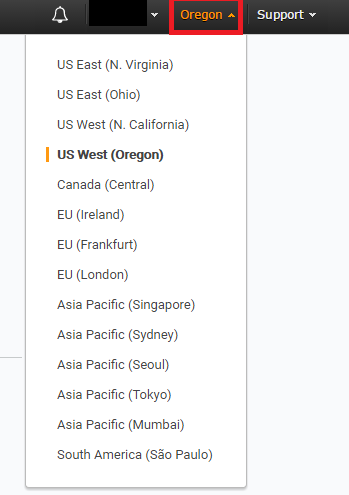 Oregon Support
US East (N. Virginia)
US East (Ohio)
US West (N. California)
US West (Oregon)
Canada (Central)
EU (Ireland)
EU (Frankfurt)
EU (London)
Asia Pacific (Singapore)
Asia Pacific (Sydney)
Asia Pacific (Seoul)
Asia Pacific (Tokyo)
Asia Pacific (Mumbai)
South America (São Paulo)